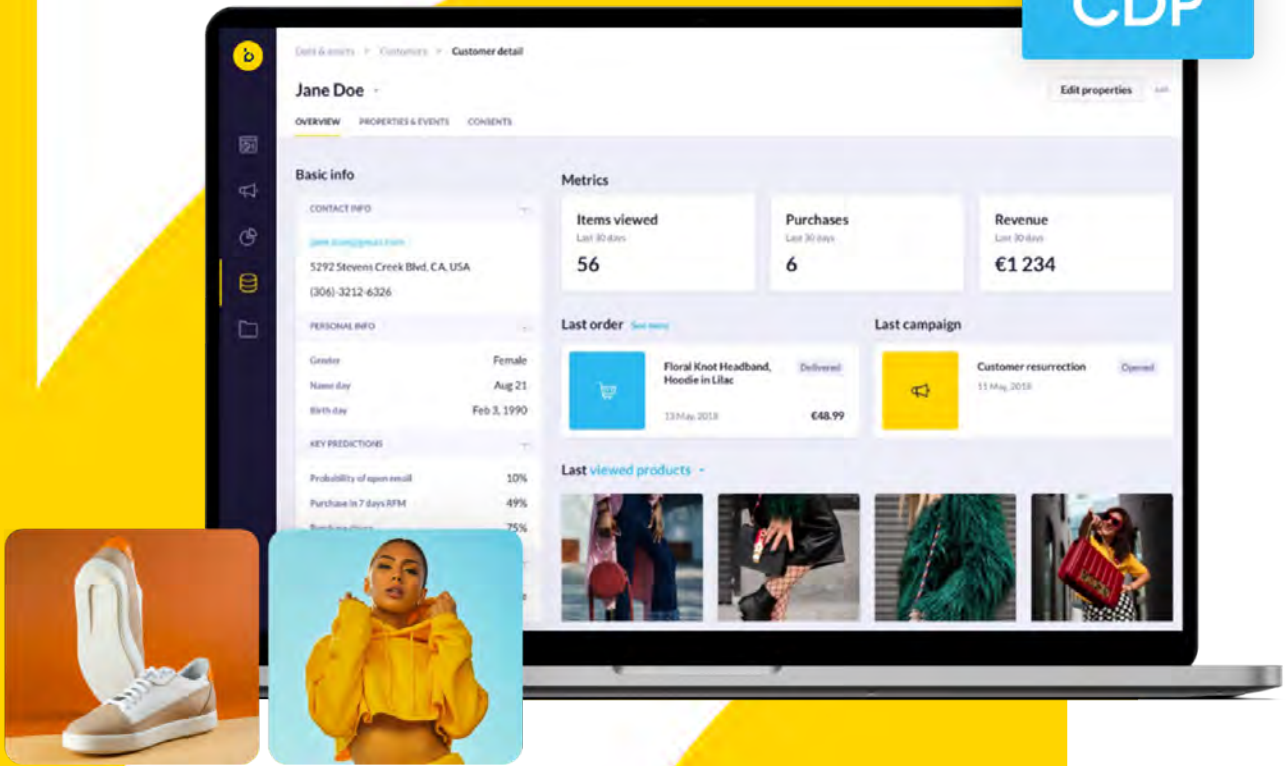 CDP
Data & assets > Customers > Customer detail
Jane Doe
Edit properties
OVERVIEW PROPERTIES & EVENTS CONSENTS
Basic info
CONTACT INFO
5292 Stevens Creek Blvd, CA, USA
(306)-3212-6326
PERSONAL INFO
Gender Female
Name day Aug 21
Birth day Feb 3, 1990
KEY PREDICTIONS
Probability of open email 10%
Purchase in 7 days RFM 49%
75%
Metrics
Items viewed
Last 30 days
56
Purchases
Last 30 days
6
Revenue
Last 30 days
€1 234
Last order See more
Floral Knot Headband,
Hoodie in Lilac
Delivered
13 May, 2018 €48.99
Last campaign
Customer resurrection Opened
11 May, 2018
Last viewed products